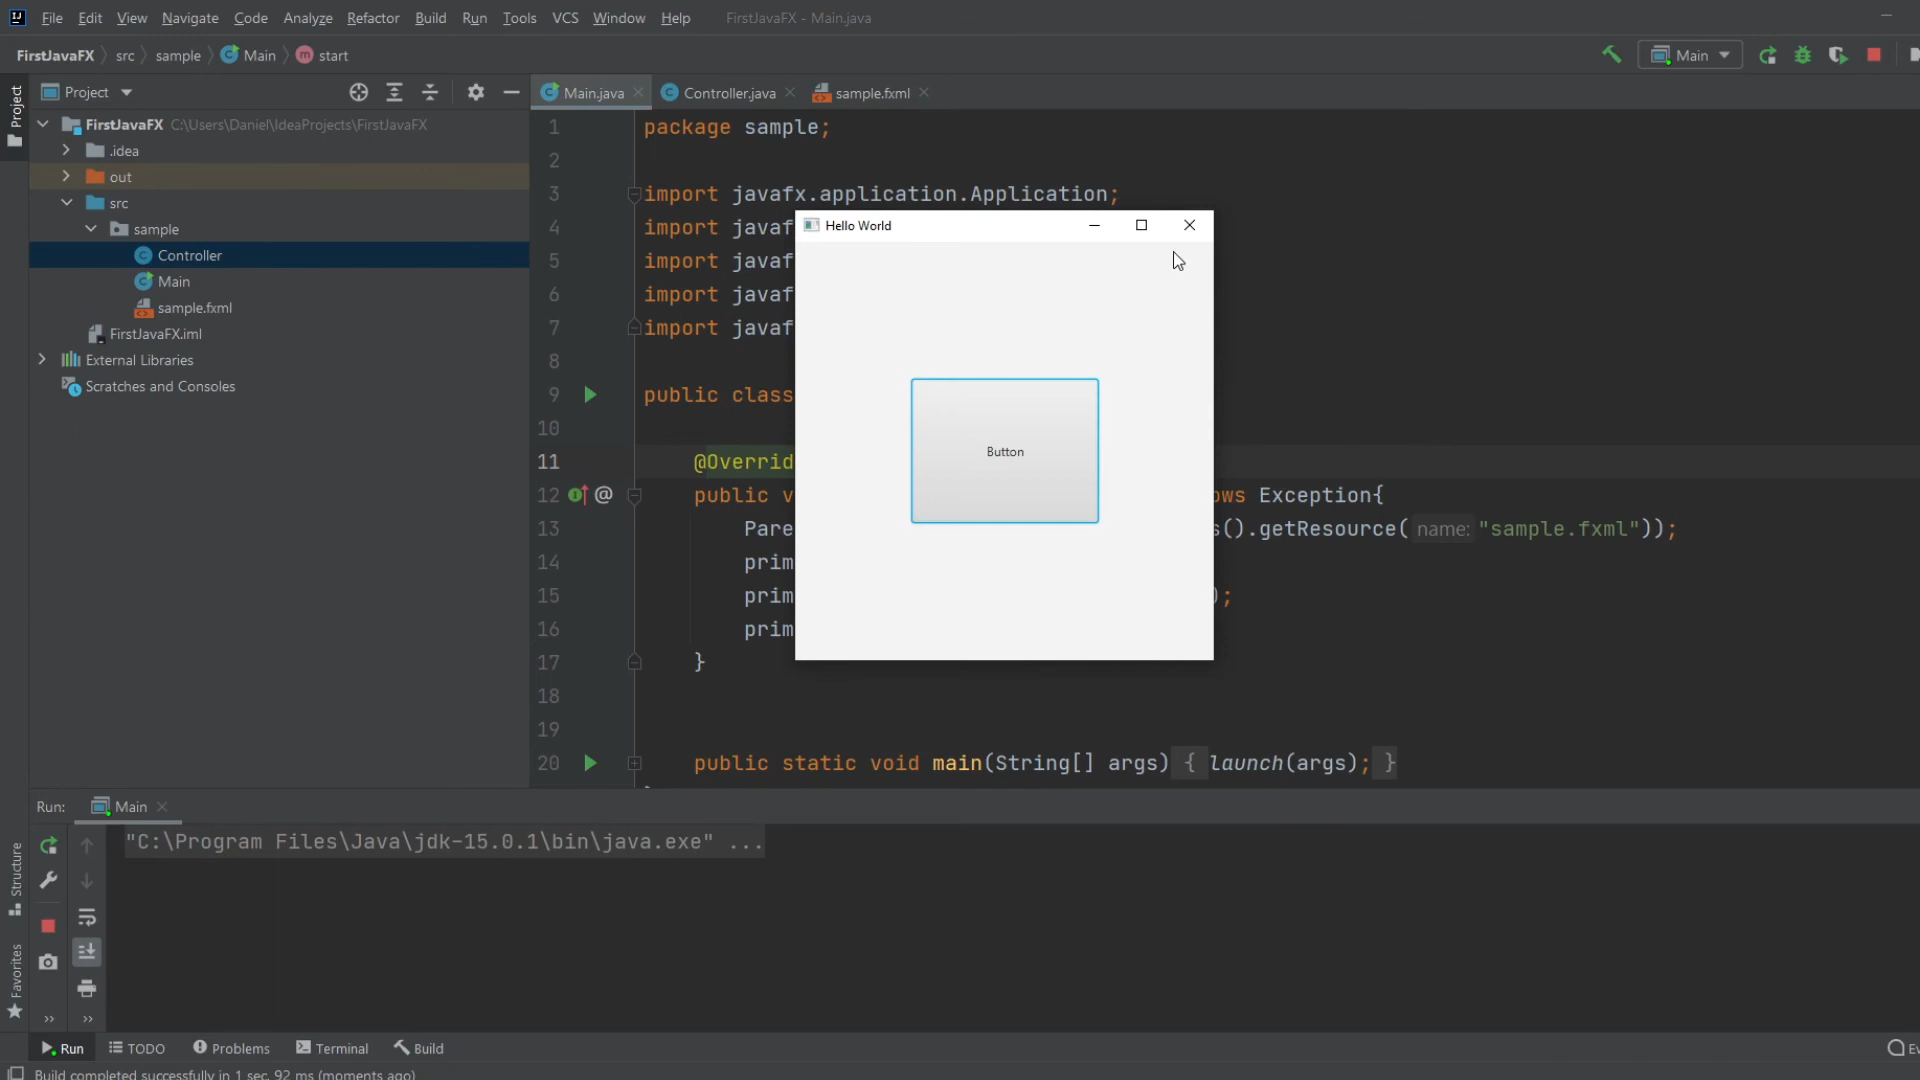 File Edit View Navigate Code Analyze Refactor Build Run Tools VCS Window Help FirstJavaFX - Main.java
FirstJavaFX src sample Main start
Main
Project
Project
Main.java Controller.java sample.fxml
FirstJavaFX C:\Users\Daniel\IdeaProjects\FirstJavaFX
.idea
out
src
sample
Controller
Main
sample.fxml
FirstJavaFX.iml
External Libraries
Scratches and Consoles
1 package sample;
2
3 import javafx.application.Application;
4 import javaf
5 import javaf
6 import javaf
7 import javaf
8
9 public class
10
11 @Overrid
12 @ public v ows Exception{
13 Pare s().getResource( name: "sample.fxml"));
14 prim
15 prim );
16 prim
17 }
18
19
20 public static void main(String[] args) { launch(args); }
Hello World
Button
Run: Main
"C:\Program Files\Java\jdk-15.0.1\bin\java.exe" ...
Structure
Favorites
Run TODO Problems Terminal Build Ev
Build completed successfully in 1 sec, 92 ms (moments ago)